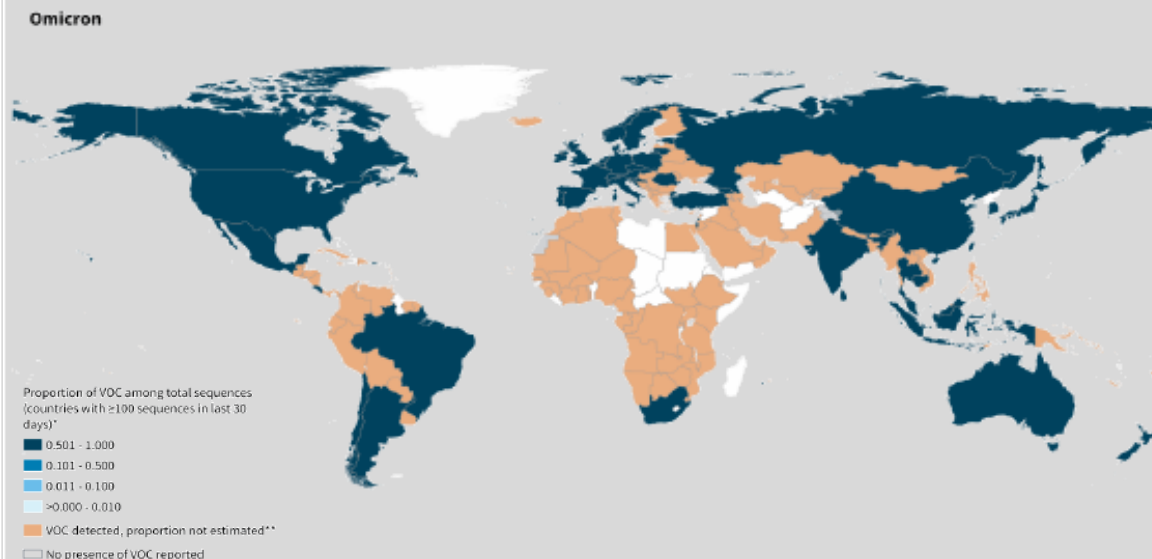 Omicron
Proportion of VOC among total sequences
(countries with ≥100 sequences in last 30
days)*
0.501 - 1.000
0.101 - 0.500
0.011 - 0.100
>0.000 - 0.010
VOC detected, proportion not estimated**
No presence of VOC reported